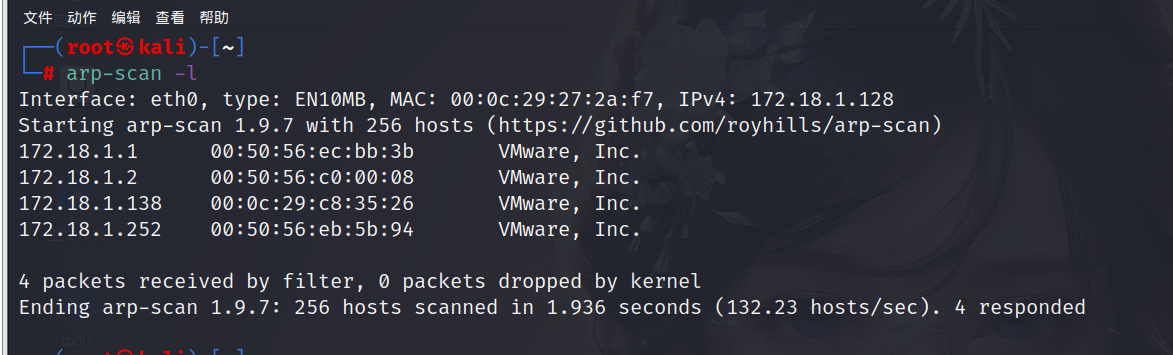 文件 动作 编辑 查看 帮助
┌──(root㉿kali)-[~]
└─# arp-scan -l
Interface: eth0, type: EN10MB, MAC: 00:0c:29:27:2a:f7, IPv4: 172.18.1.128
Starting arp-scan 1.9.7 with 256 hosts (https://github.com/royhills/arp-scan)
172.18.1.1 00:50:56:ec:bb:3b VMware, Inc.
172.18.1.2 00:50:56:c0:00:08 VMware, Inc.
172.18.1.138 00:0c:29:c8:35:26 VMware, Inc.
172.18.1.252 00:50:56:eb:5b:94 VMware, Inc.
4 packets received by filter, 0 packets dropped by kernel
Ending arp-scan 1.9.7: 256 hosts scanned in 1.936 seconds (132.23 hosts/sec). 4 responded
tools
┌──(root㉿kali)-[~]